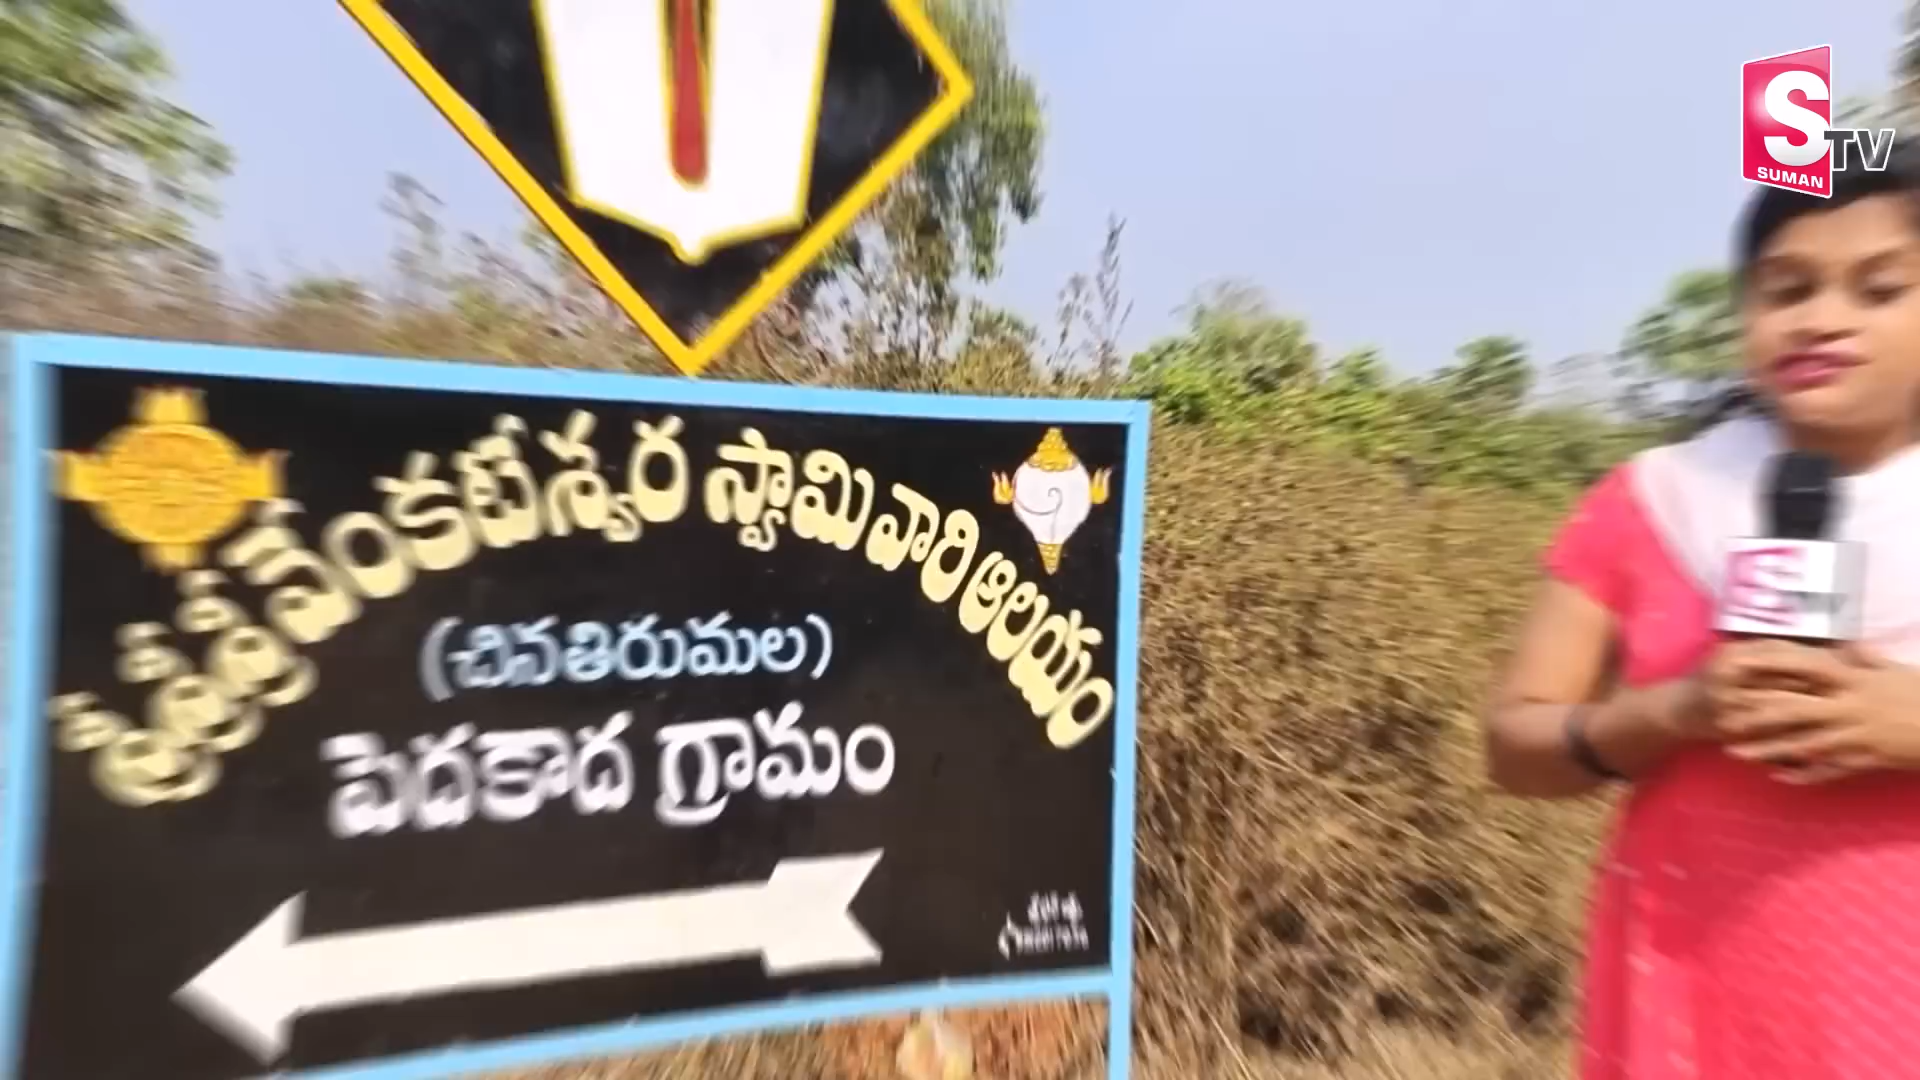 S
SUMAN
TV
శ్రీశ్రీశ్రీ వేంకటేశ్వర స్వామి వారి ఆలయం
(చినతిరుమల)
పెదకాద గ్రామం